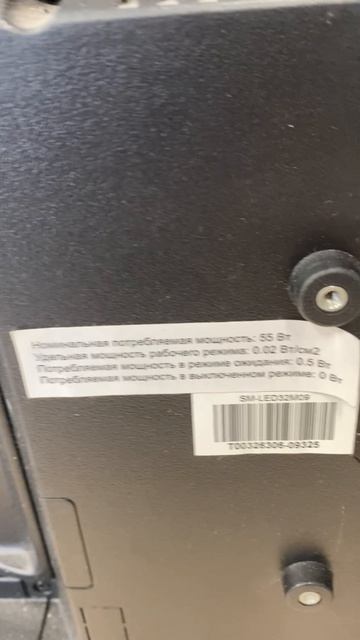 Номинальная потребляемая мощность: 55 Вт
Удельная мощность рабочего режима: 0.02 Вт/см2
Потребляемая мощность в режиме ожидания: 0.5 Вт
Потребляемая мощность в выключенном режиме: 0 Вт
SM-LED32M09
T00326306-09325